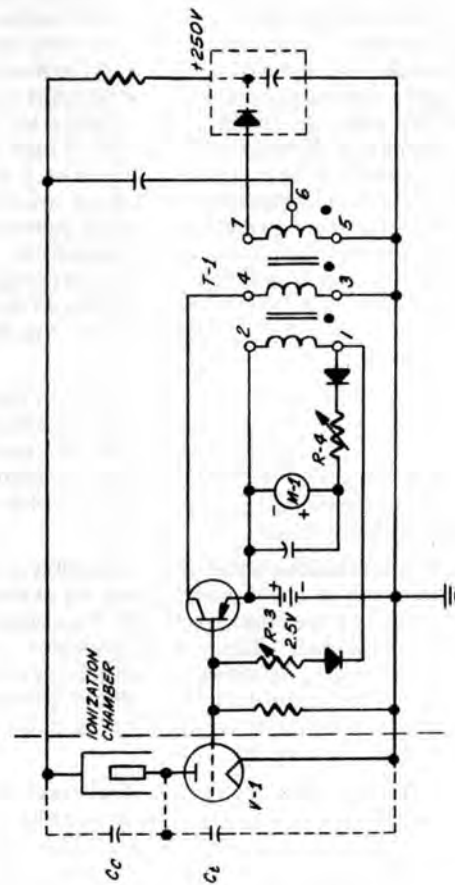 IONIZATION
CHAMBER
+250V
Cc
Ct
V-1
T-1
7
6
5
4
3
2
1
+
-
2.5V
R-3
-
M-1
+
R-4